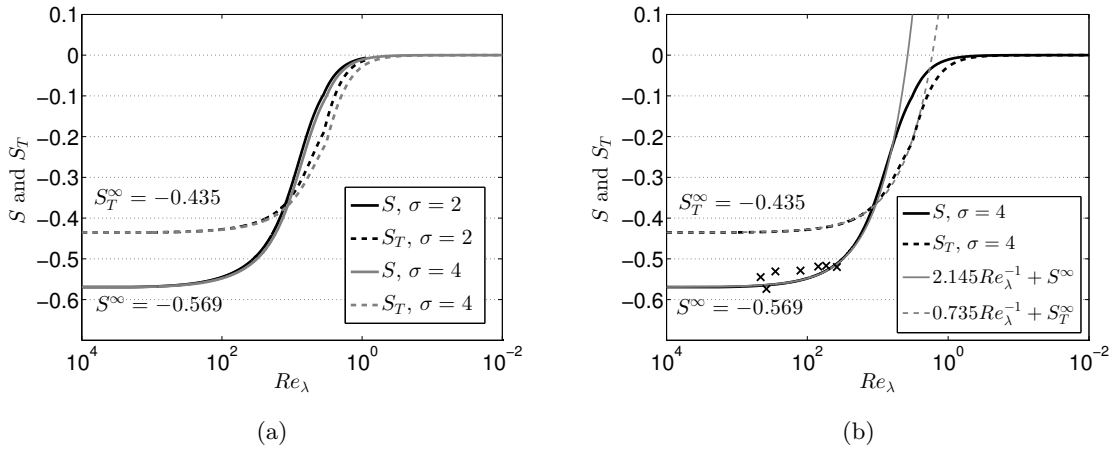 0.1
0
−0.1
−0.2
−0.3
−0.4
−0.5
−0.6
S and S_T
S_T^∞ = −0.435
S^∞ = −0.569
S, σ = 2
S_T, σ = 2
S, σ = 4
S_T, σ = 4
10^4
10^2
10^0
10^−2
Re_λ
(a)
0.1
0
−0.1
−0.2
−0.3
−0.4
−0.5
−0.6
S and S_T
S_T^∞ = −0.435
S^∞ = −0.569
S, σ = 4
S_T, σ = 4
2.145Re_λ^−1 + S^∞
0.735Re_λ^−1 + S_T^∞
10^4
10^2
10^0
10^−2
Re_λ
(b)